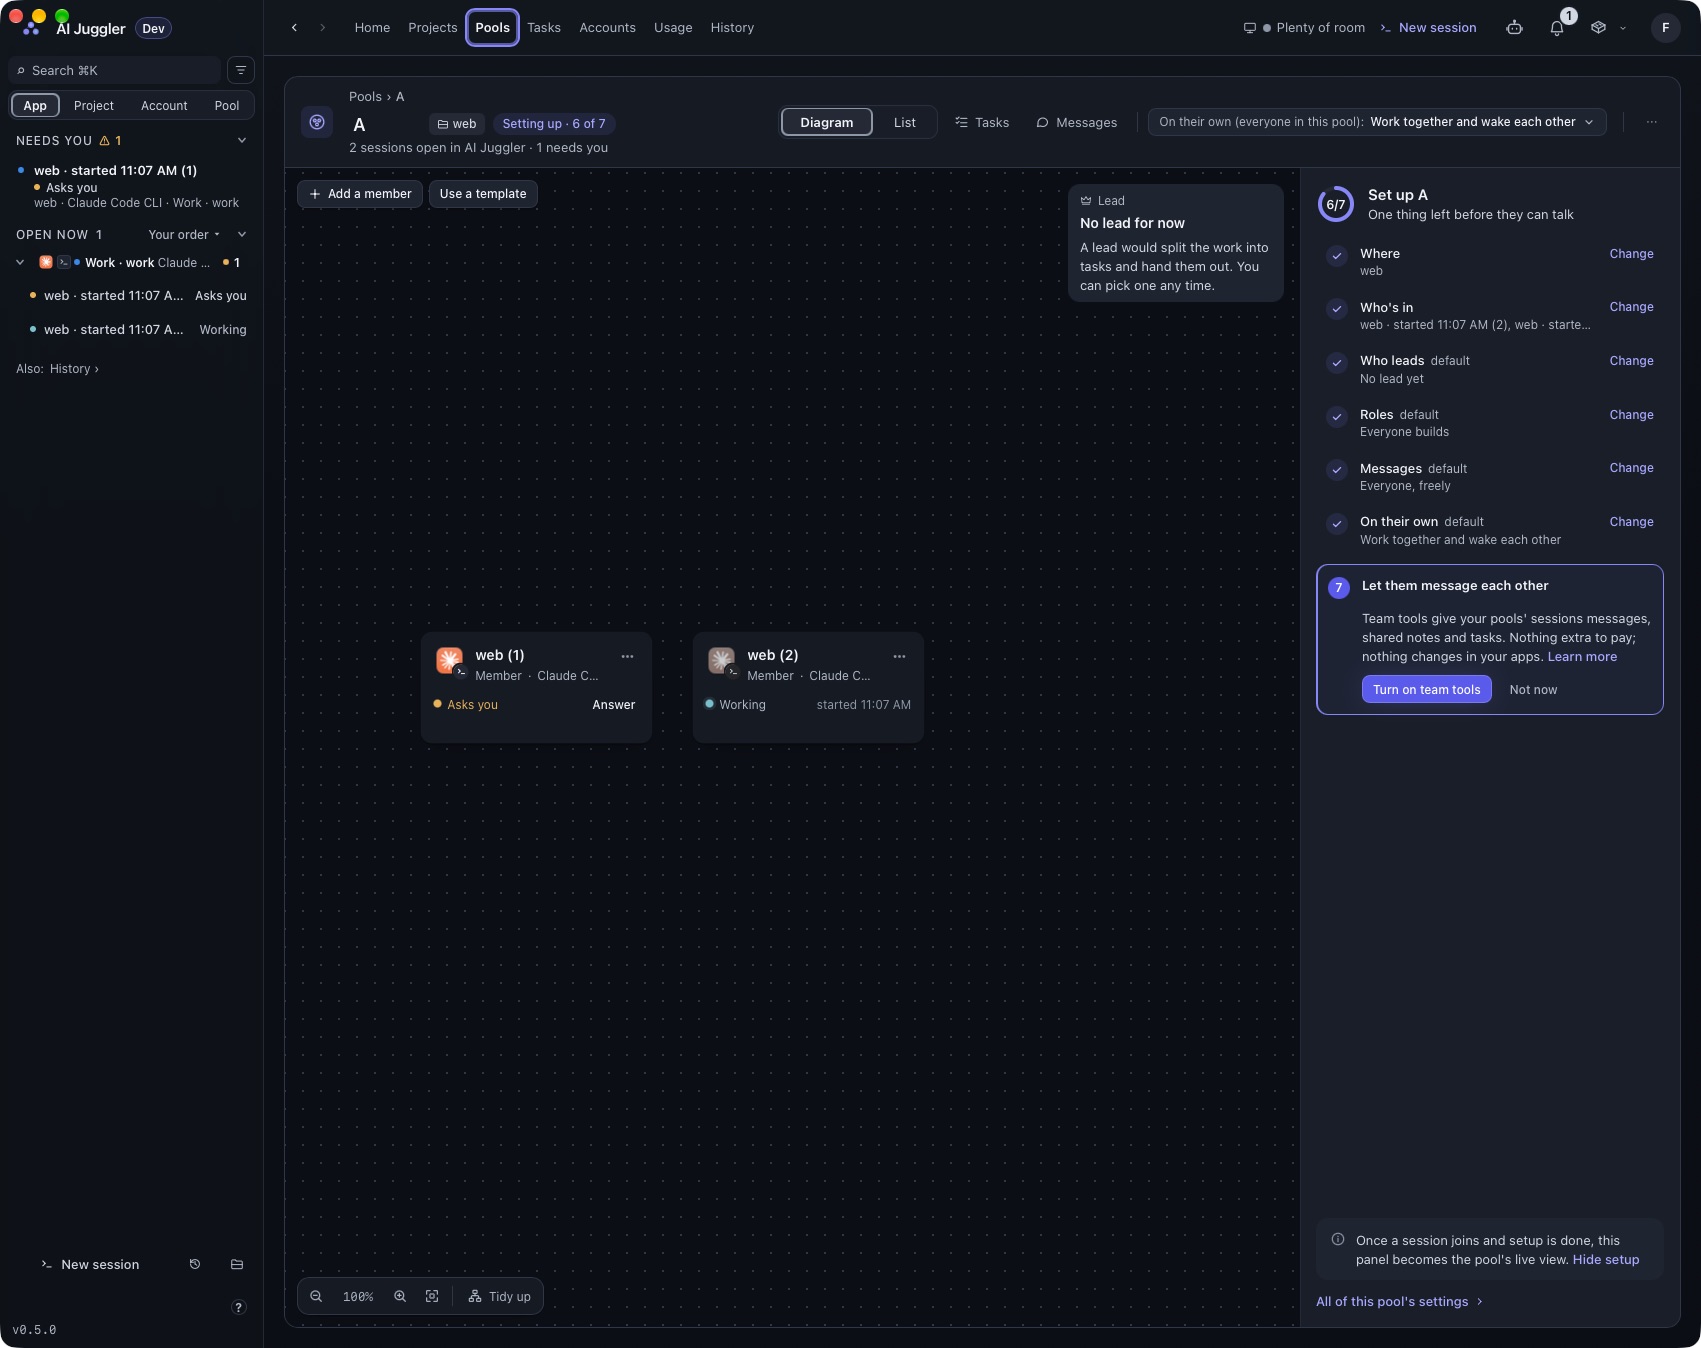 AI Juggler Dev
Search ⌘K
App Project Account Pool
NEEDS YOU 1
web · started 11:07 AM (1)
Asks you
web · Claude Code CLI · Work · work
OPEN NOW 1 Your order
Work · work Claude ... 1
web · started 11:07 A... Asks you
web · started 11:07 A... Working
Also: History ›
New session
?
v0.5.0
Home Projects Pools Tasks Accounts Usage History
Plenty of room New session 1 F
Pools › A
A web Setting up · 6 of 7
2 sessions open in AI Juggler · 1 needs you
Diagram List Tasks Messages
On their own (everyone in this pool): Work together and wake each other
Add a member Use a template
Lead
No lead for now
A lead would split the work into
tasks and hand them out. You
can pick one any time.
web (1)
Member · Claude C...
Asks you Answer
web (2)
Member · Claude C...
Working started 11:07 AM
100% Tidy up
6/7
Set up A
One thing left before they can talk
Where Change
web
Who's in Change
web · started 11:07 AM (2), web · starte...
Who leads default Change
No lead yet
Roles default Change
Everyone builds
Messages default Change
Everyone, freely
On their own default Change
Work together and wake each other
7 Let them message each other
Team tools give your pools' sessions messages,
shared notes and tasks. Nothing extra to pay;
nothing changes in your apps. Learn more
Turn on team tools Not now
Once a session joins and setup is done, this
panel becomes the pool's live view. Hide setup
All of this pool's settings ›